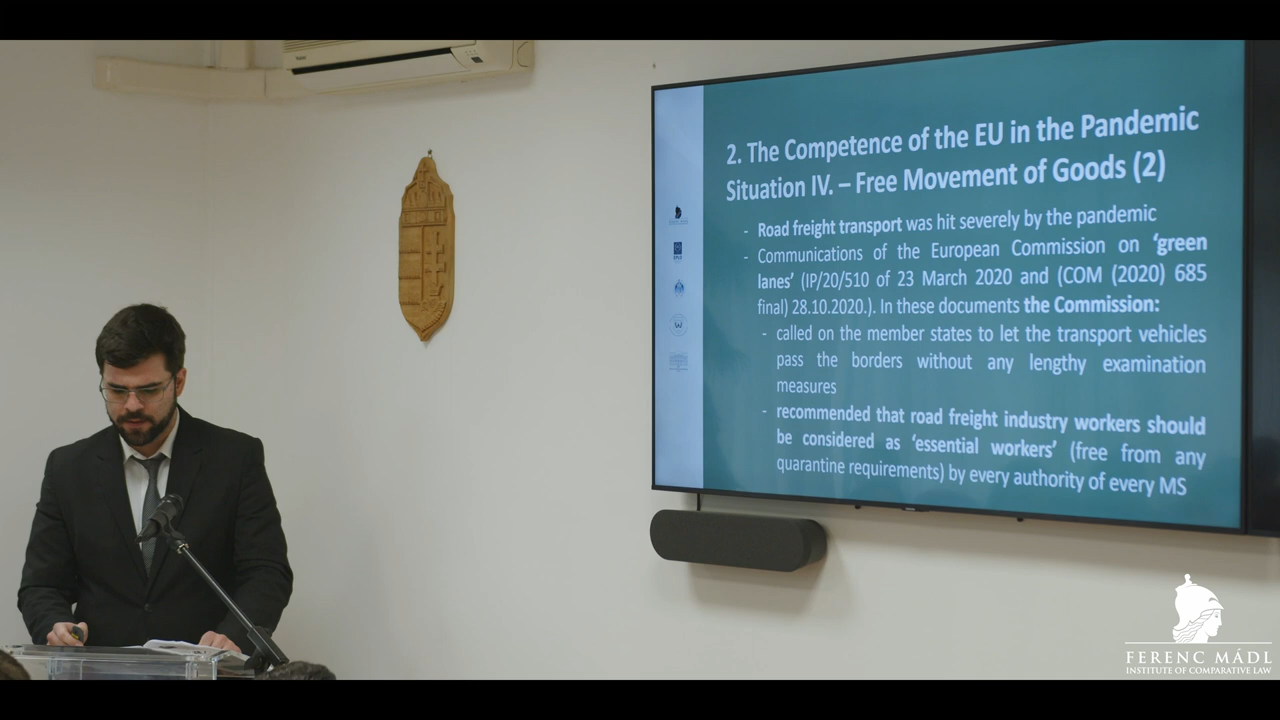 2. The Competence of the EU in the Pandemic
Situation IV. – Free Movement of Goods (2)
- Road freight transport was hit severely by the pandemic
- Communications of the European Commission on ‘green
lanes’ (IP/20/510 of 23 March 2020 and (COM (2020) 685
final) 28.10.2020.). In these documents the Commission:
- called on the member states to let the transport vehicles
pass the borders without any lengthy examination
measures
- recommended that road freight industry workers should
be considered as ‘essential workers’ (free from any
quarantine requirements) by every authority of every MS
FERENC MÁDL
INSTITUTE OF COMPARATIVE LAW